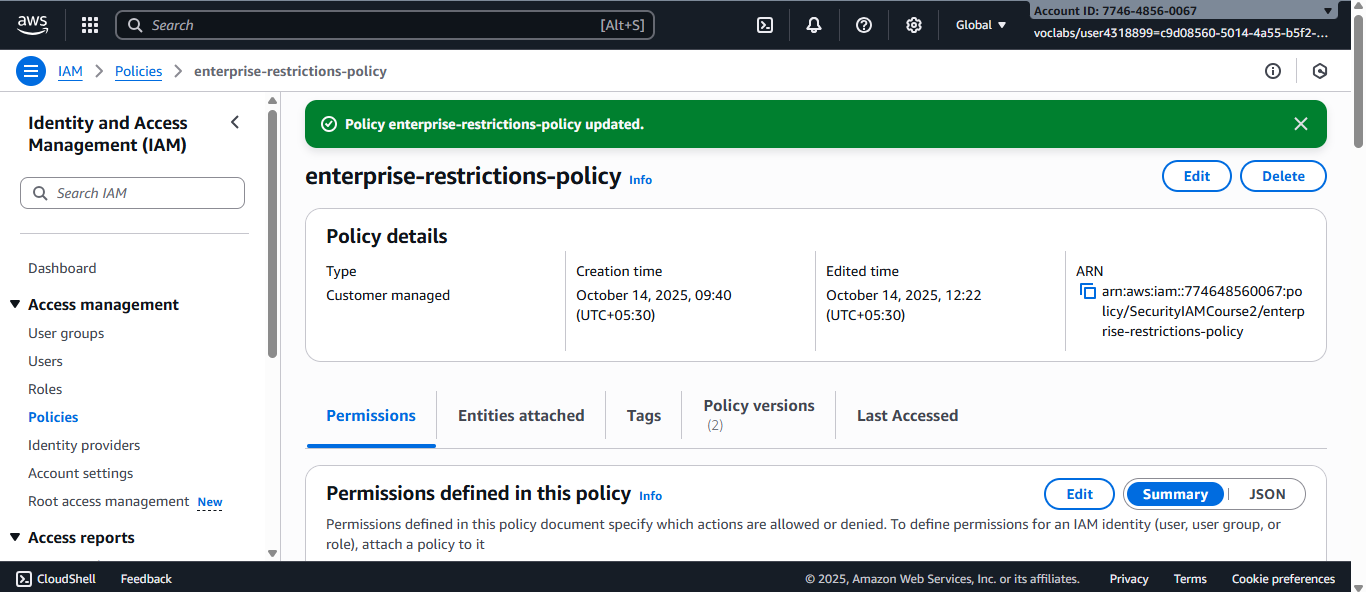 aws
Search
[Alt+S]
Global
Account ID: 7746-4856-0067
voclabs/user4318899=c9d08560-5014-4a55-b5f2-...
IAM
Policies
enterprise-restrictions-policy
Identity and Access
Management (IAM)
Search IAM
Dashboard
Access management
User groups
Users
Roles
Policies
Identity providers
Account settings
Root access management New
Access reports
Policy enterprise-restrictions-policy updated.
enterprise-restrictions-policy Info
Edit
Delete
Policy details
Type
Customer managed
Creation time
October 14, 2025, 09:40
(UTC+05:30)
Edited time
October 14, 2025, 12:22
(UTC+05:30)
ARN
arn:aws:iam::774648560067:po
licy/SecurityIAMCourse2/enterp
rise-restrictions-policy
Permissions
Entities attached
Tags
Policy versions
(2)
Last Accessed
Permissions defined in this policy Info
Edit
Summary
JSON
Permissions defined in this policy document specify which actions are allowed or denied. To define permissions for an IAM identity (user, user group, or
role), attach a policy to it
CloudShell
Feedback
© 2025, Amazon Web Services, Inc. or its affiliates.
Privacy
Terms
Cookie preferences